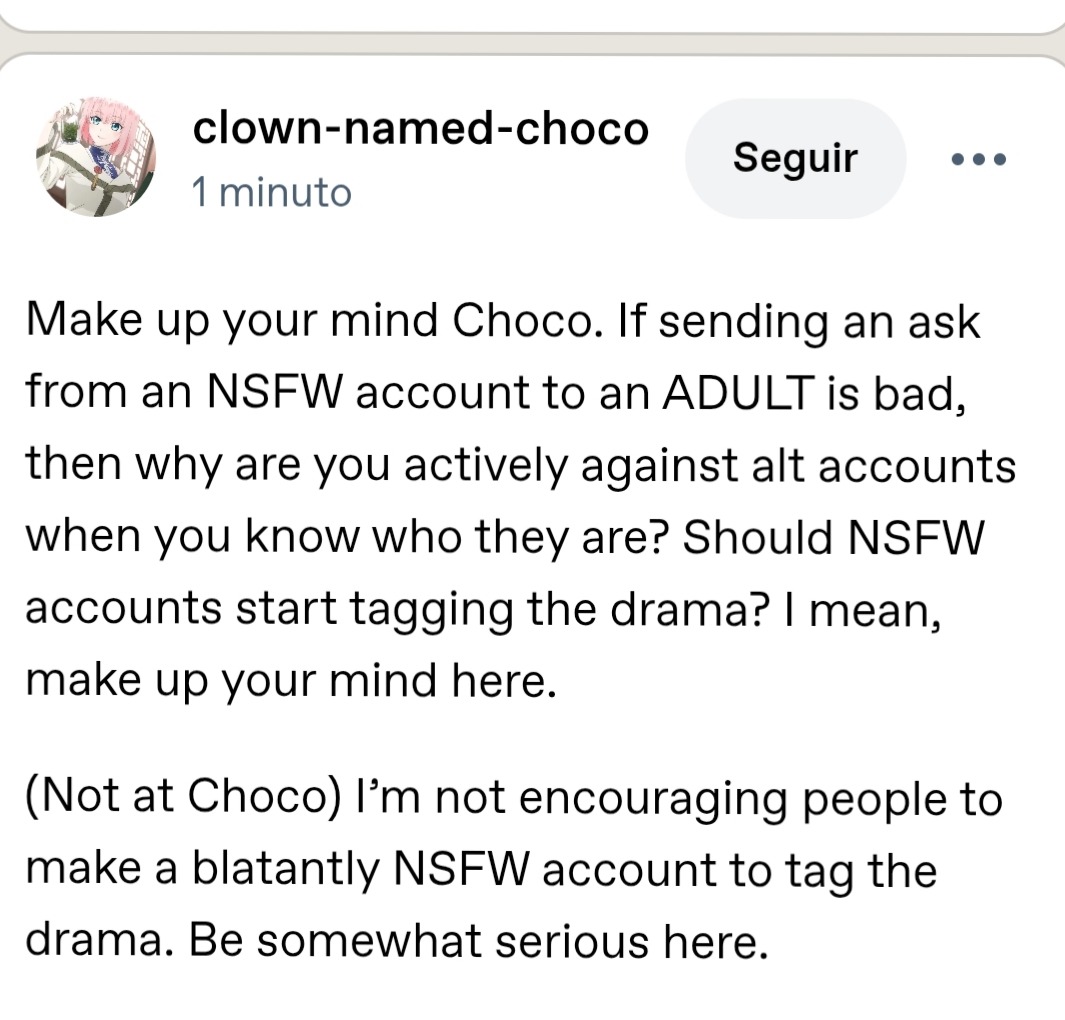 clown-named-choco
1 minuto
Seguir
Make up your mind Choco. If sending an ask
from an NSFW account to an ADULT is bad,
then why are you actively against alt accounts
when you know who they are? Should NSFW
accounts start tagging the drama? I mean,
make up your mind here.
(Not at Choco) I’m not encouraging people to
make a blatantly NSFW account to tag the
drama. Be somewhat serious here.